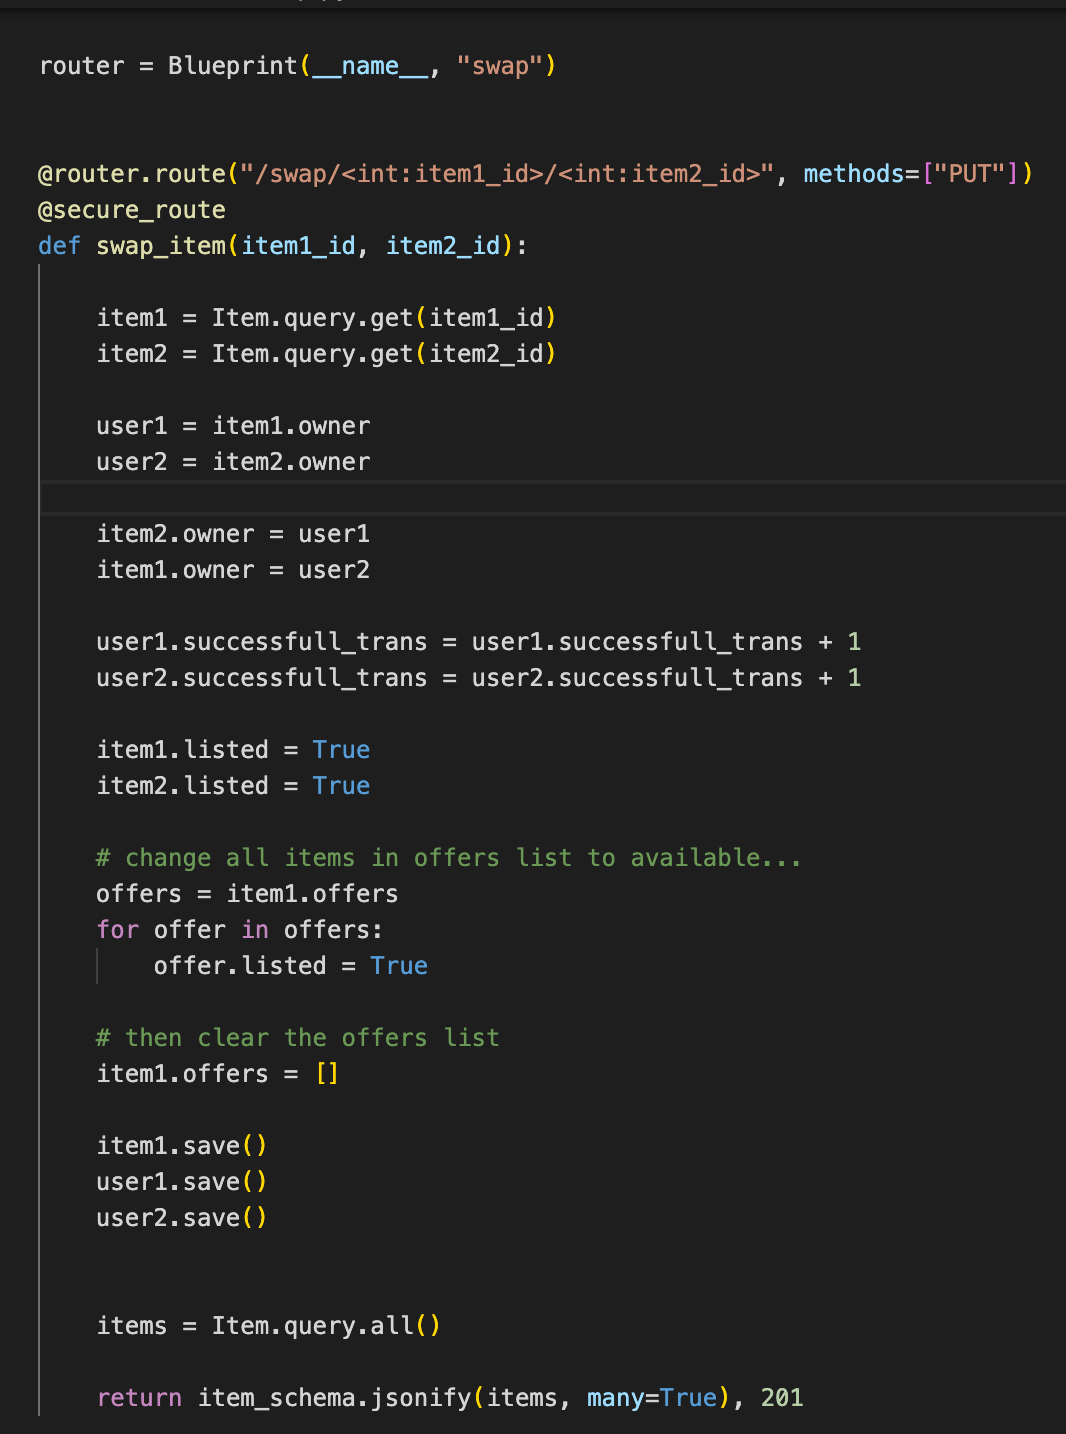 router = Blueprint(__name__, "swap")
@router.route("/swap/<int:item1_id>/<int:item2_id>", methods=["PUT"])
@secure_route
def swap_item(item1_id, item2_id):
item1 = Item.query.get(item1_id)
item2 = Item.query.get(item2_id)
user1 = item1.owner
user2 = item2.owner
item2.owner = user1
item1.owner = user2
user1.successfull_trans = user1.successfull_trans + 1
user2.successfull_trans = user2.successfull_trans + 1
item1.listed = True
item2.listed = True
# change all items in offers list to available...
offers = item1.offers
for offer in offers:
offer.listed = True
# then clear the offers list
item1.offers = []
item1.save()
user1.save()
user2.save()
items = Item.query.all()
return item_schema.jsonify(items, many=True), 201